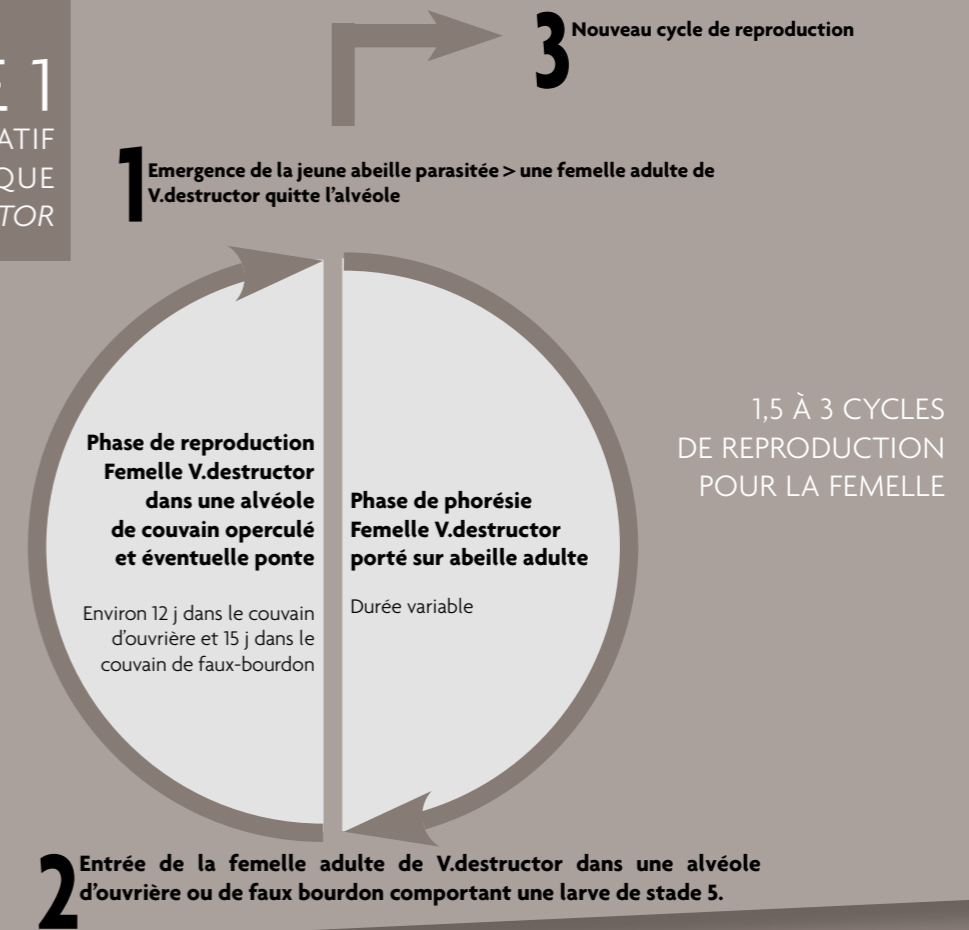 1
3
Nouveau cycle de reproduction
1
Emergence de la jeune abeille parasitée > une femelle adulte de
V.destructor quitte l'alvéole
Phase de reproduction
Femelle V.destructor
dans une alvéole
de couvain operculé
et éventuelle ponte
Environ 12 j dans le couvain
d'ouvrière et 15 j dans le
couvain de faux-bourdon
Phase de phorésie
Femelle V.destructor
porté sur abeille adulte
Durée variable
1,5 À 3 CYCLES
DE REPRODUCTION
POUR LA FEMELLE
2
Entrée de la femelle adulte de V.destructor dans une alvéole
d'ouvrière ou de faux bourdon comportant une larve de stade 5.